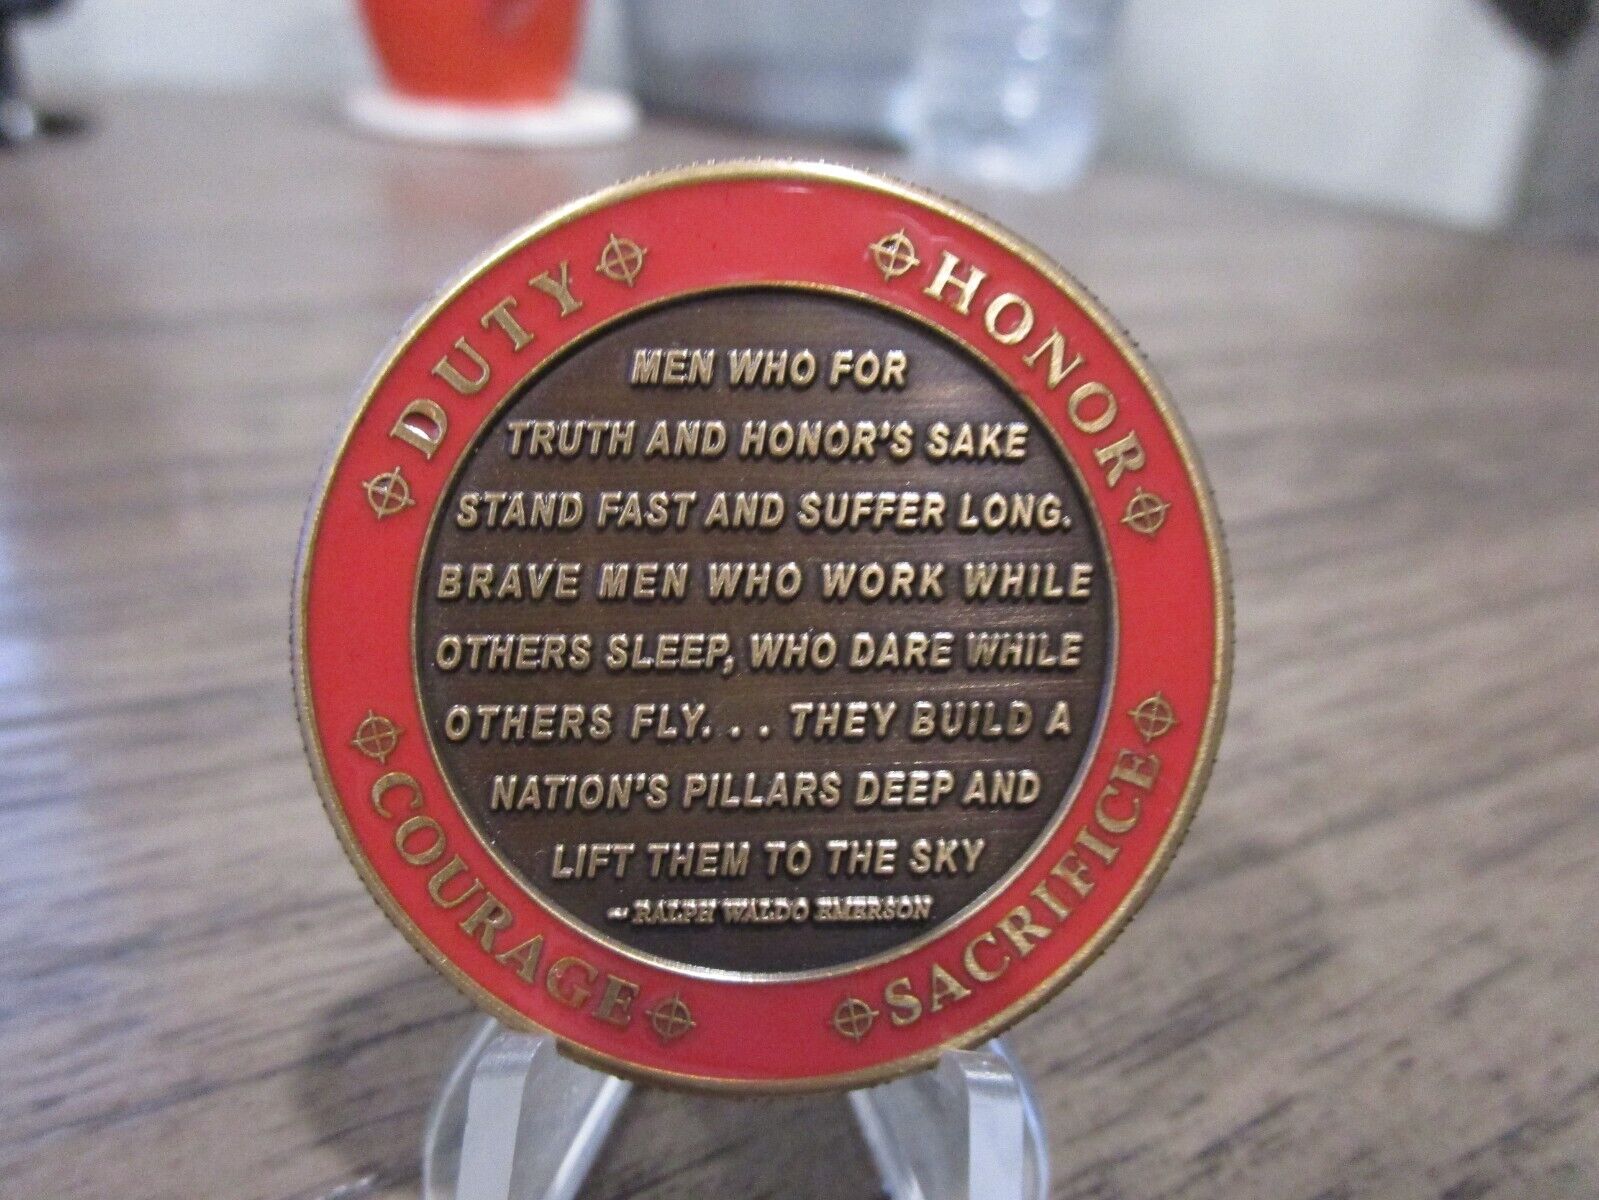 DUTY
HONOR
MEN WHO FOR
TRUTH AND HONOR'S SAKE
STAND FAST AND SUFFER LONG.
BRAVE MEN WHO WORK WHILE
OTHERS SLEEP, WHO DARE WHILE
OTHERS FLY. . . THEY BUILD A
NATION'S PILLARS DEEP AND
LIFT THEM TO THE SKY
~ RALPH WALDO EMERSON
COURAGE
SACRIFICE